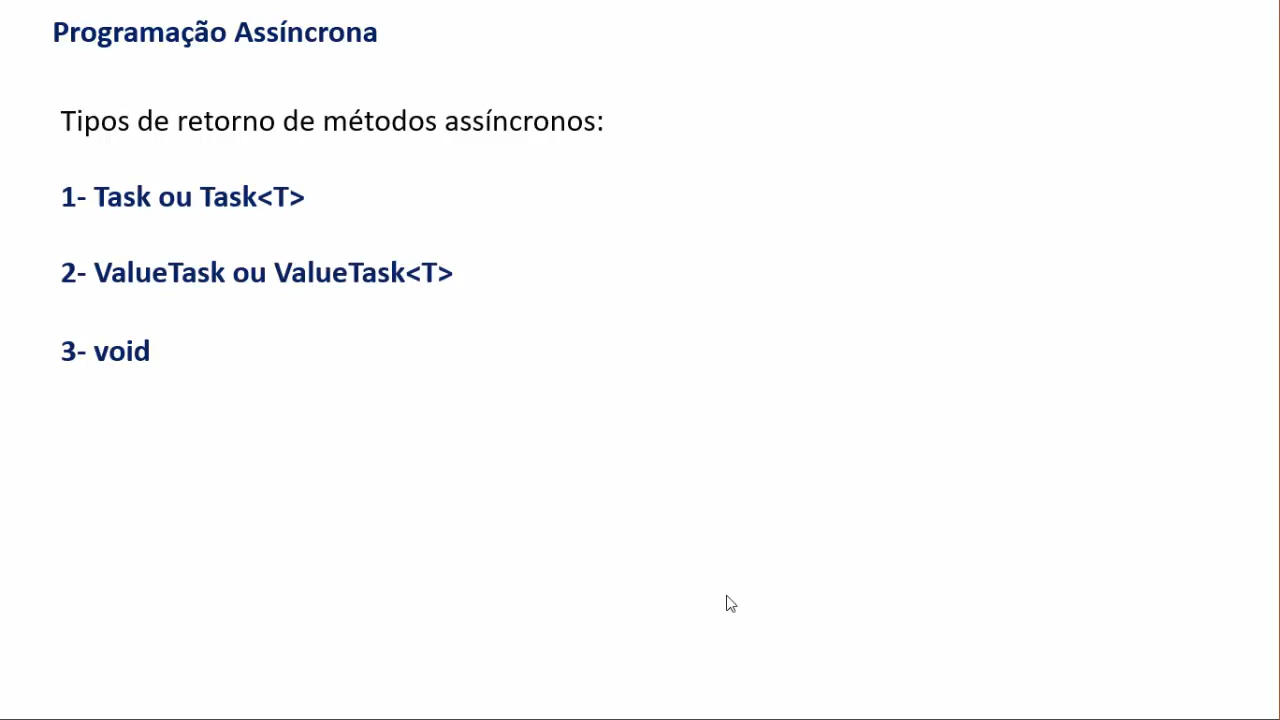 Programação Assíncrona
Tipos de retorno de métodos assíncronos:
1- Task ou Task<T>
2- ValueTask ou ValueTask<T>
3- void